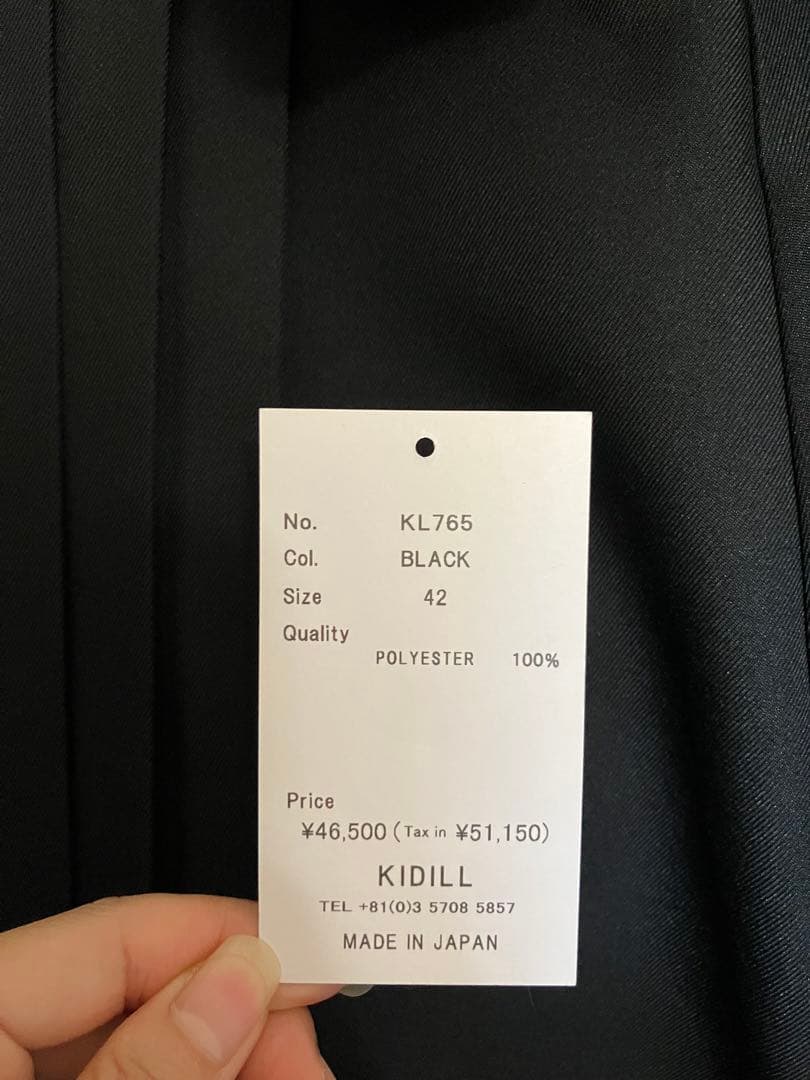 No. KL765
Col. BLACK
Size 42
Quality
POLYESTER 100%
Price
¥46,500 (Tax in ¥51,150)
KIDILL
TEL +81(0)3 5708 5857
MADE IN JAPAN